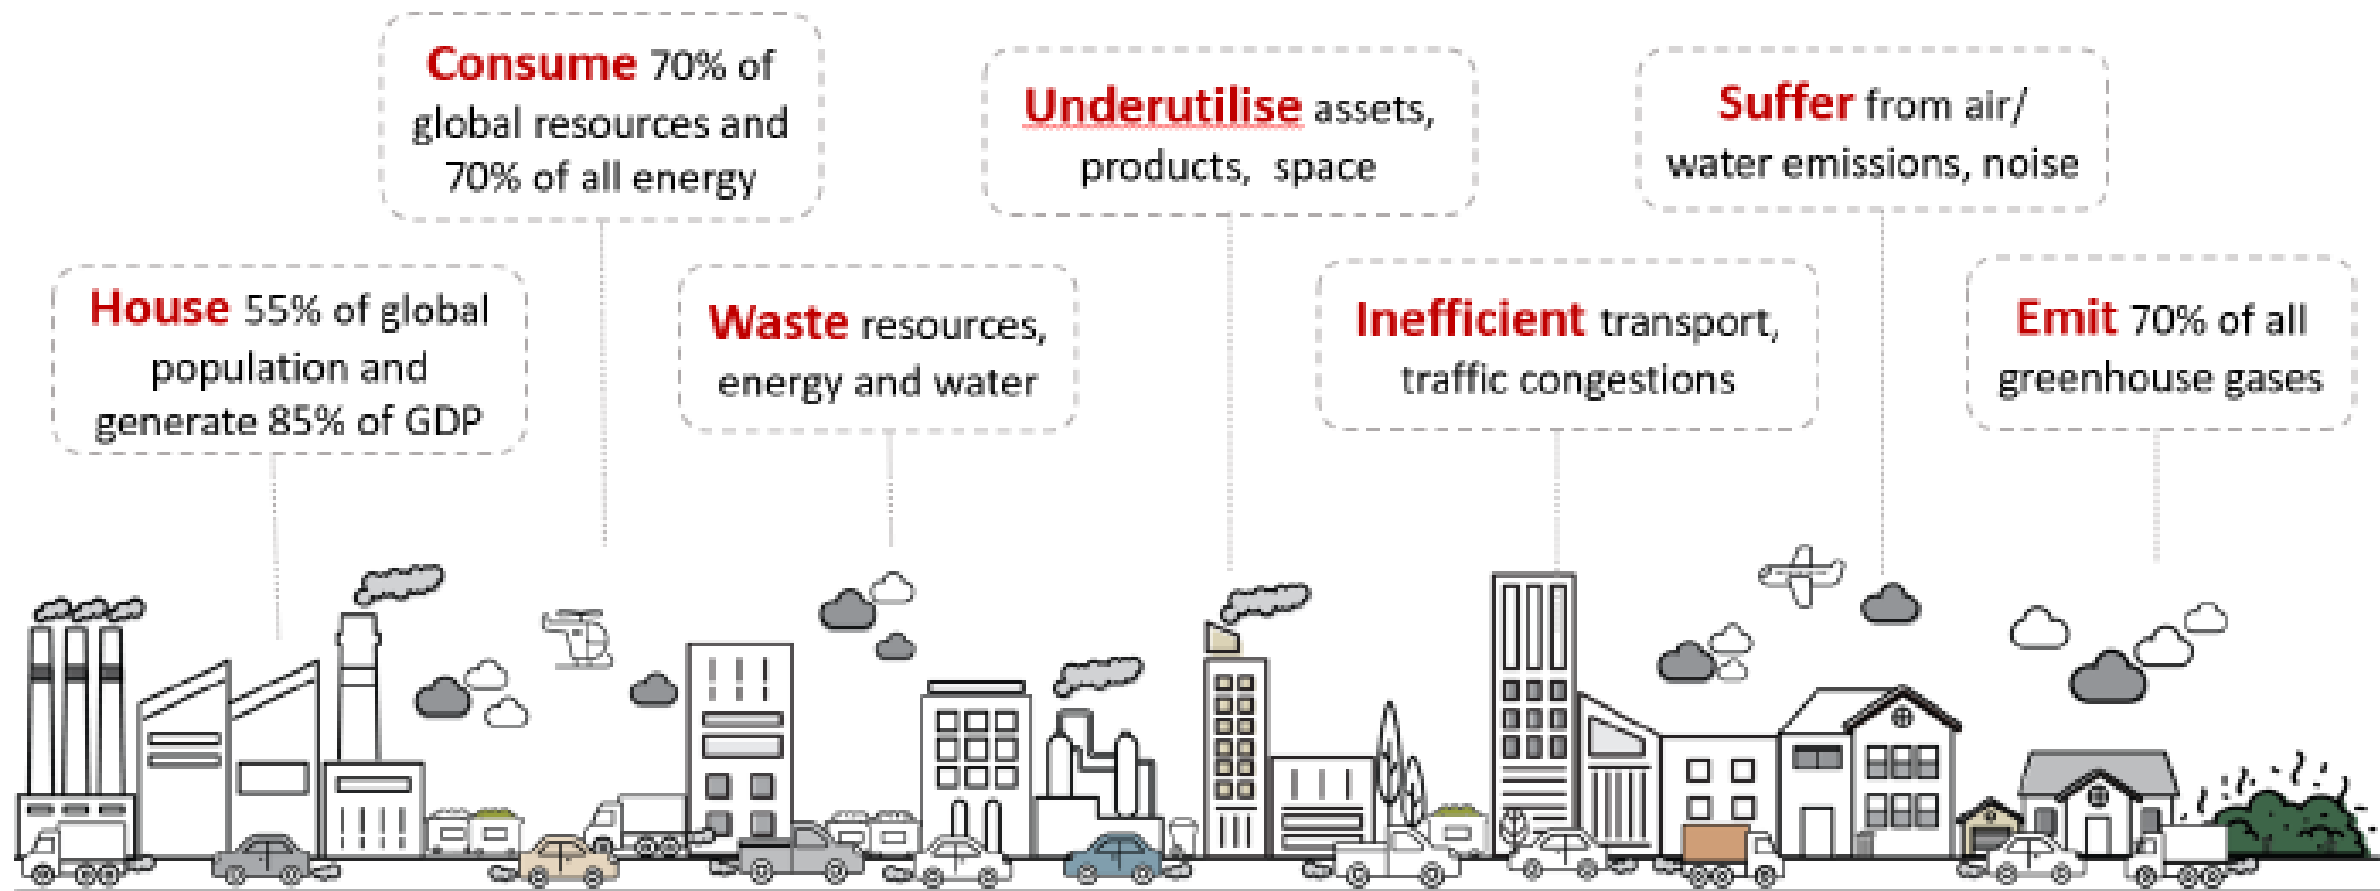 House 55% of global
population and
generate 85% of GDP
Consume 70% of
global resources and
70% of all energy
Waste resources,
energy and water
Underutilise assets,
products, space
Inefficient transport,
traffic congestions
Suffer from air/
water emissions, noise
Emit 70% of all
greenhouse gases